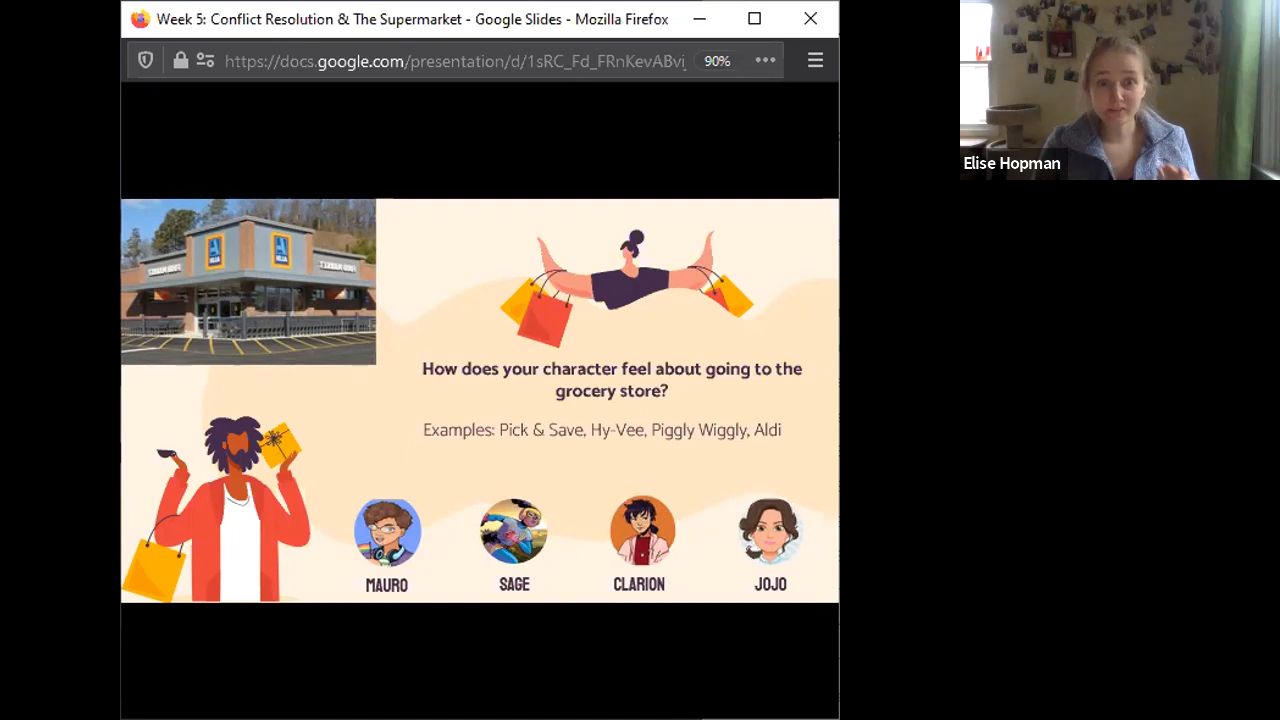 Week 5: Conflict Resolution & The Supermarket - Google Slides - Mozilla Firefox
https://docs.google.com/presentation/d/1sRC_Fd_FRnKevABvij
90%
Elise Hopman
How does your character feel about going to the
grocery store?
Examples: Pick & Save, Hy-Vee, Piggly Wiggly, Aldi
MAURO
SAGE
CLARION
JOJO